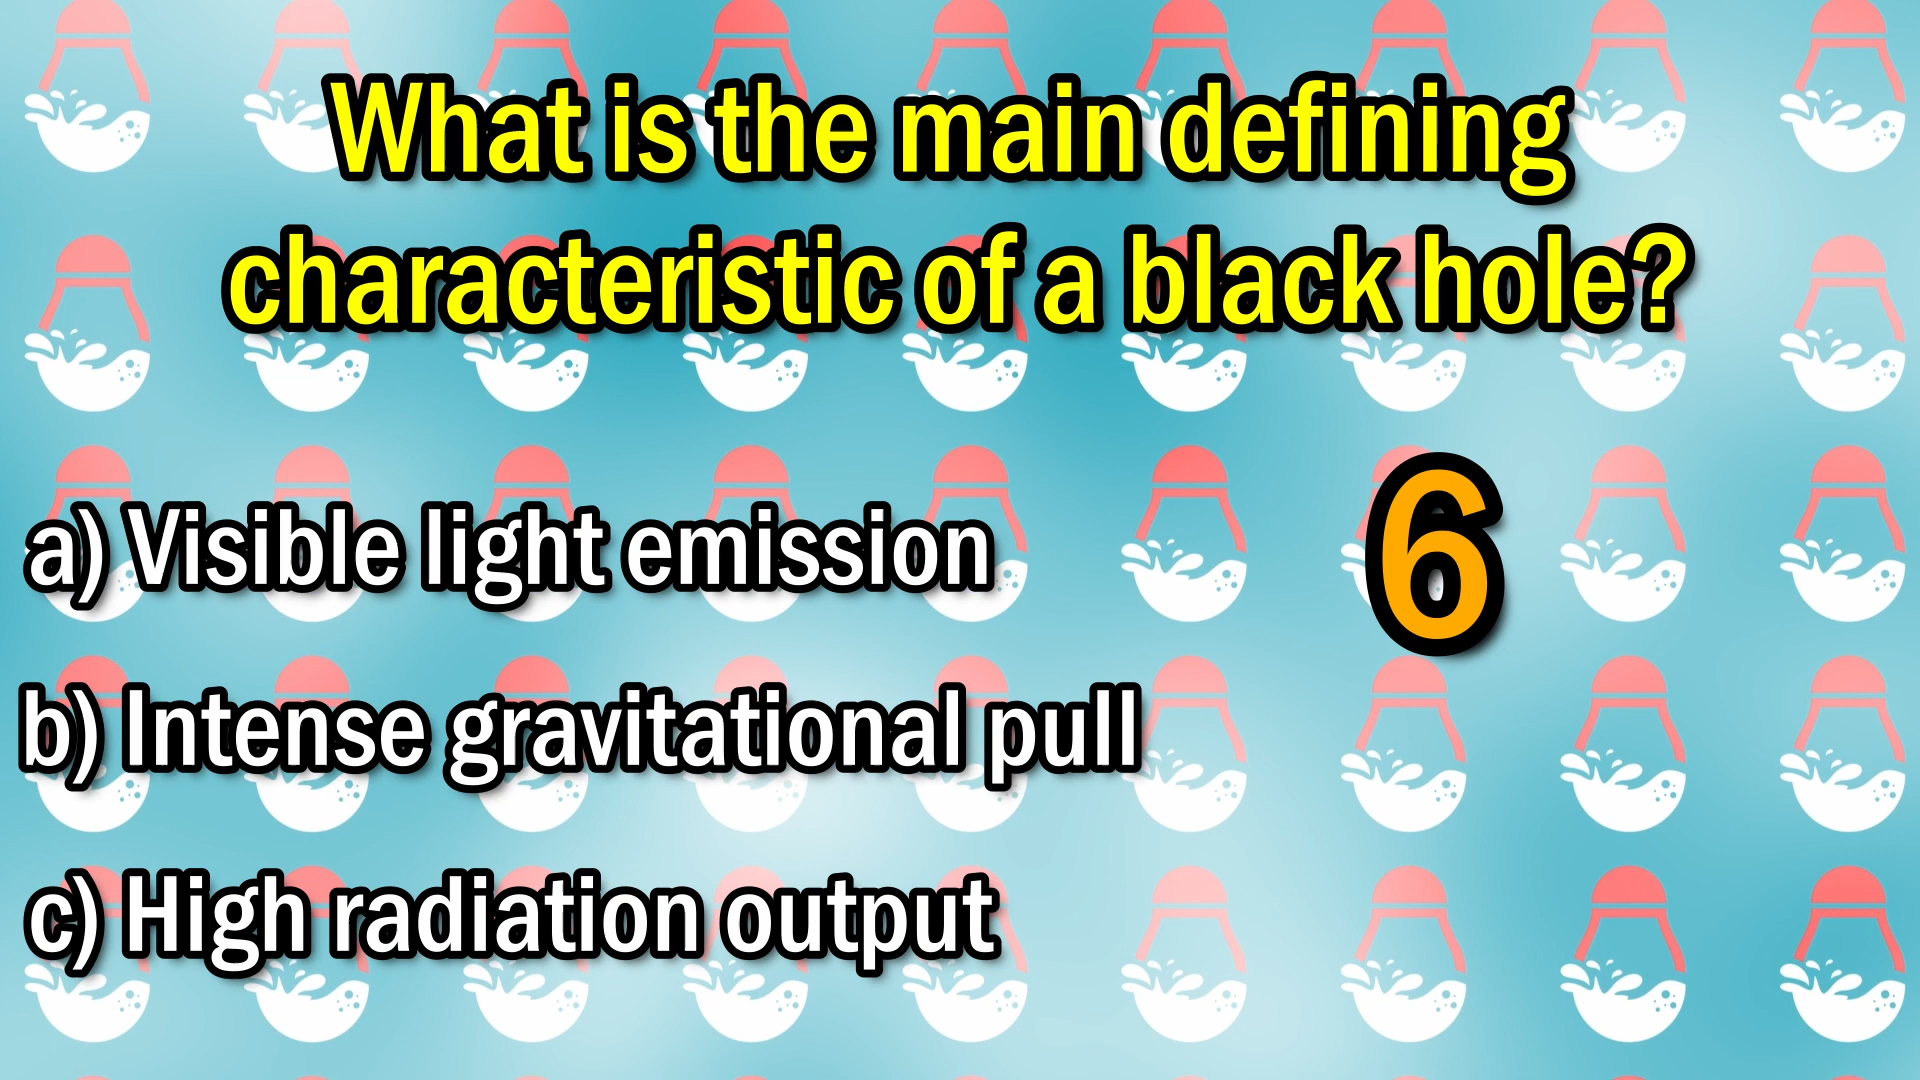 What is the main defining
characteristic of a black hole?
a) Visible light emission
6
b) Intense gravitational pull
c) High radiation output